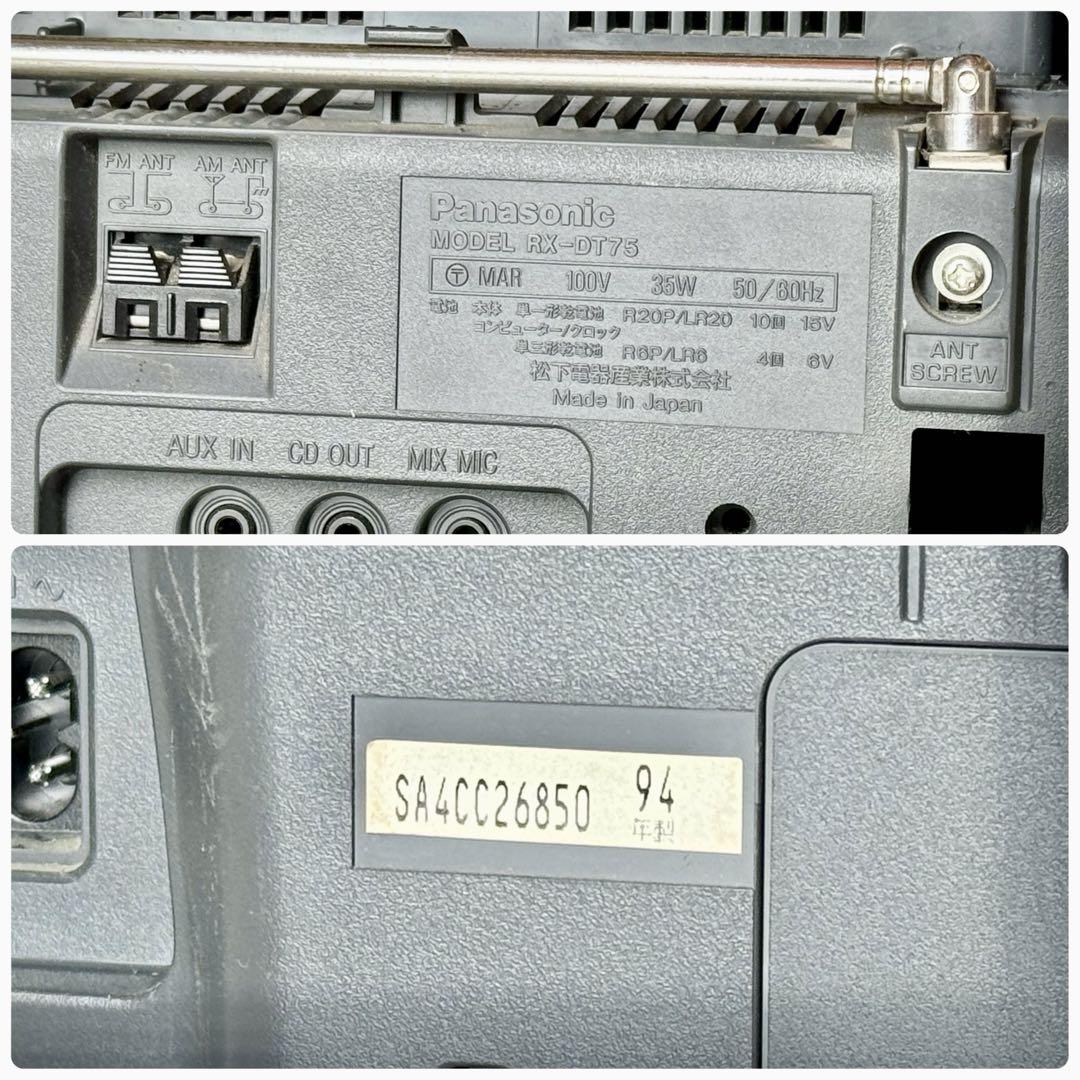 FM ANT AM ANT
Panasonic
MODEL RX-DT75
Ⓣ MAR 100V 35W 50/60Hz
電池 本体 単一形乾電池 R20P/LR20 10個 15V
コンピューター/クロック
単三形乾電池 R6P/LR6 4個 6V
松下電器産業株式会社
Made in Japan
ANT
SCREW
AUX IN CD OUT MIX MIC
SA4CC26850 94
年製